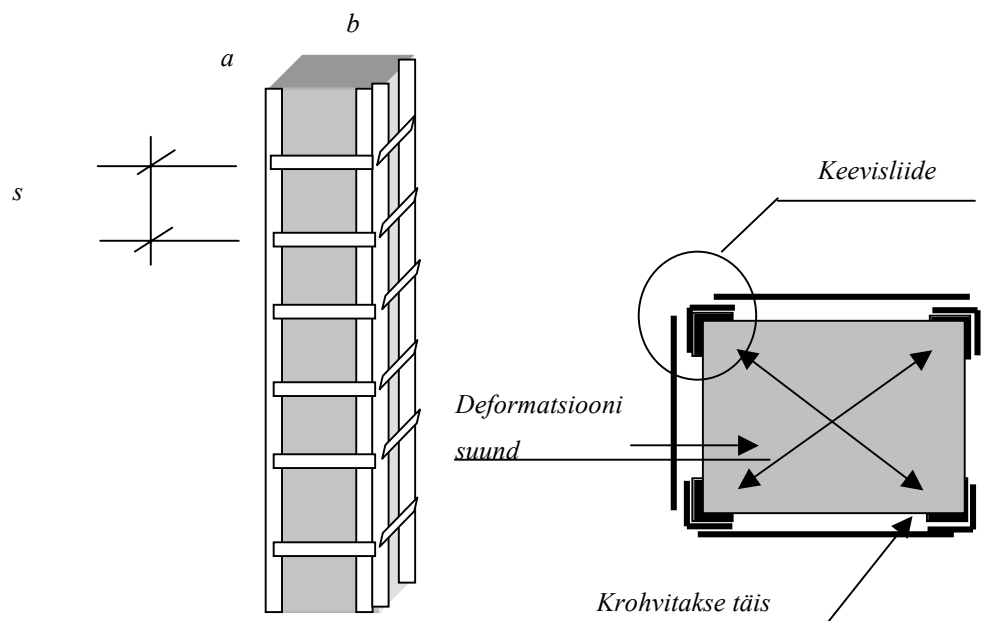 b
a
s
Keevisliide
Deformatsiooni
suund
Krohvitakse täis